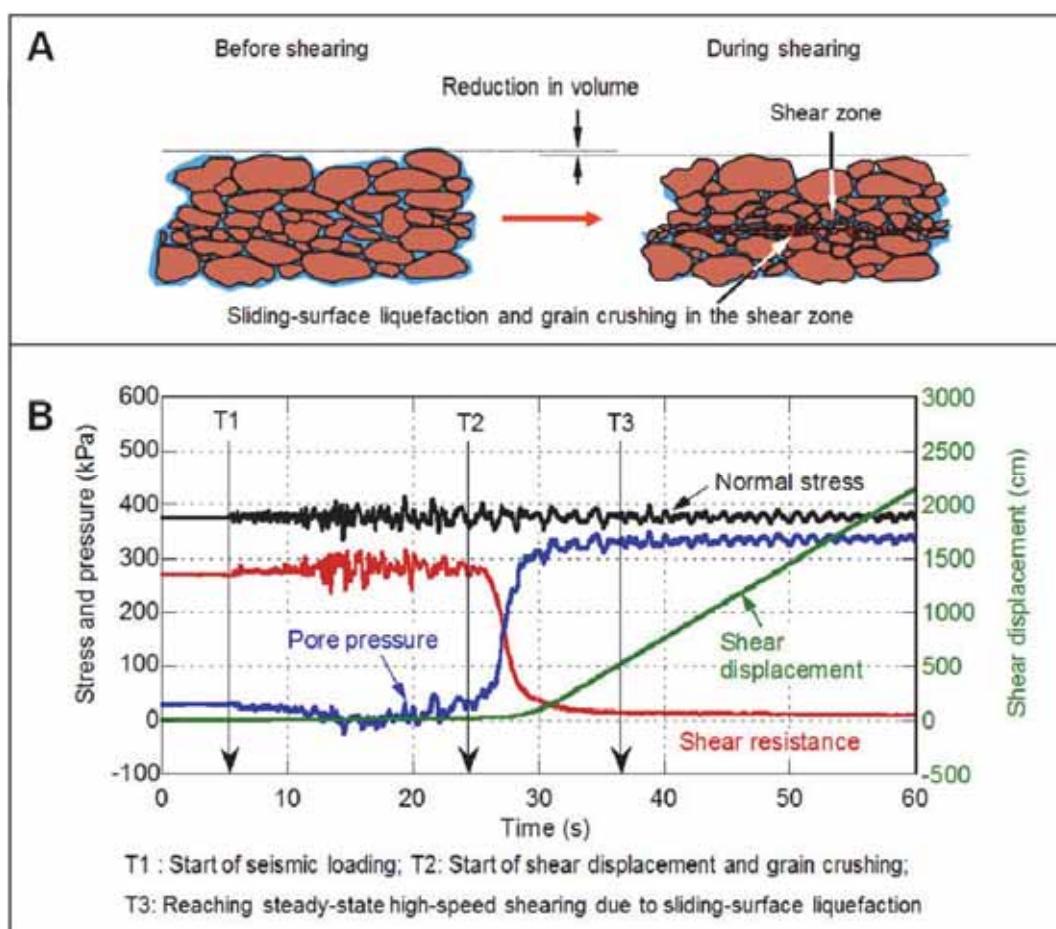 A
Before shearing
During shearing
Reduction in volume
Shear zone
Sliding-surface liquefaction and grain crushing in the shear zone
B
Stress and pressure (kPa)
600
500
400
300
200
100
0
-100
T1
T2
T3
Normal stress
Pore pressure
Shear
displacement
Shear resistance
3000
2500
2000
1500
1000
500
0
-500
Shear displacement (cm)
0 10 20 30 40 50 60
Time (s)
T1 : Start of seismic loading; T2: Start of shear displacement and grain crushing;
T3: Reaching steady-state high-speed shearing due to sliding-surface liquefaction